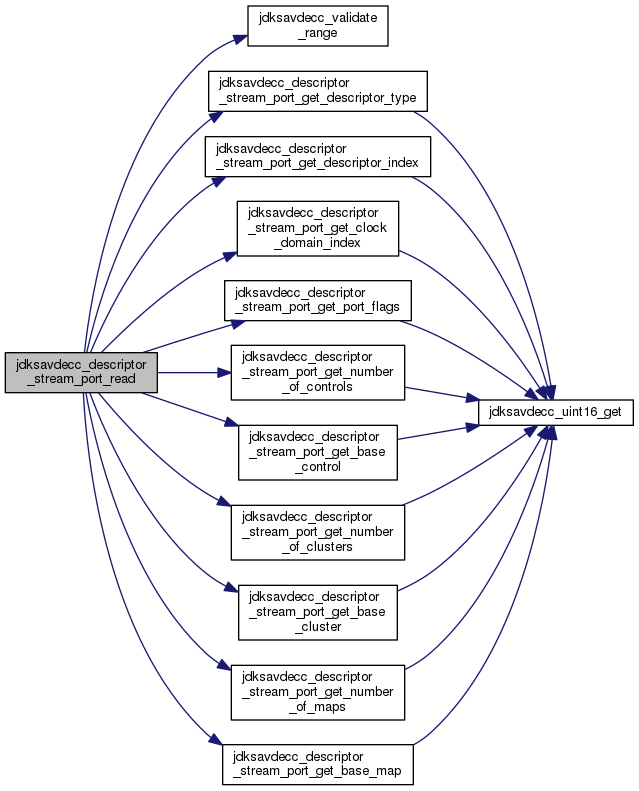 jdksavdecc_validate
_range
jdksavdecc_descriptor
_stream_port_get_descriptor_type
jdksavdecc_descriptor
_stream_port_get_descriptor_index
jdksavdecc_descriptor
_stream_port_get_clock
_domain_index
jdksavdecc_descriptor
_stream_port_get_port_flags
jdksavdecc_descriptor
_stream_port_read
jdksavdecc_descriptor
_stream_port_get_number
_of_controls
jdksavdecc_uint16_get
jdksavdecc_descriptor
_stream_port_get_base
_control
jdksavdecc_descriptor
_stream_port_get_number
_of_clusters
jdksavdecc_descriptor
_stream_port_get_base
_cluster
jdksavdecc_descriptor
_stream_port_get_number
_of_maps
jdksavdecc_descriptor
_stream_port_get_base_map